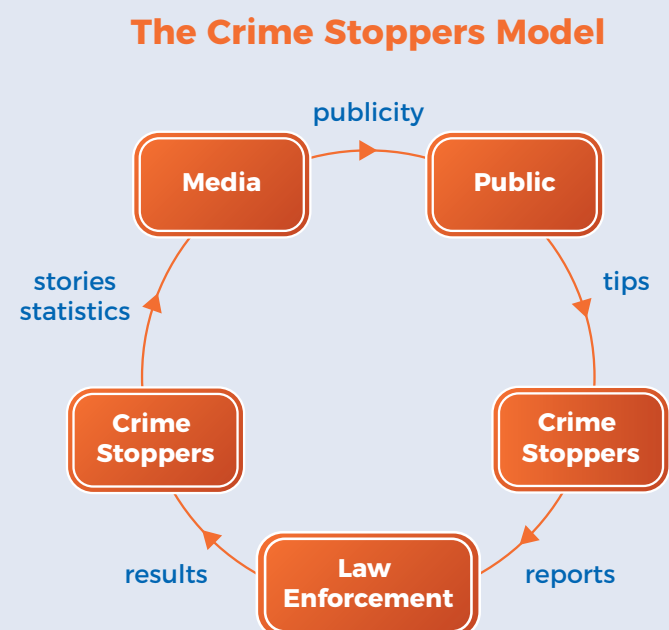 The Crime Stoppers Model
publicity
Media
Public
stories
statistics
tips
Crime
Stoppers
Crime
Stoppers
results
Law
Enforcement
reports